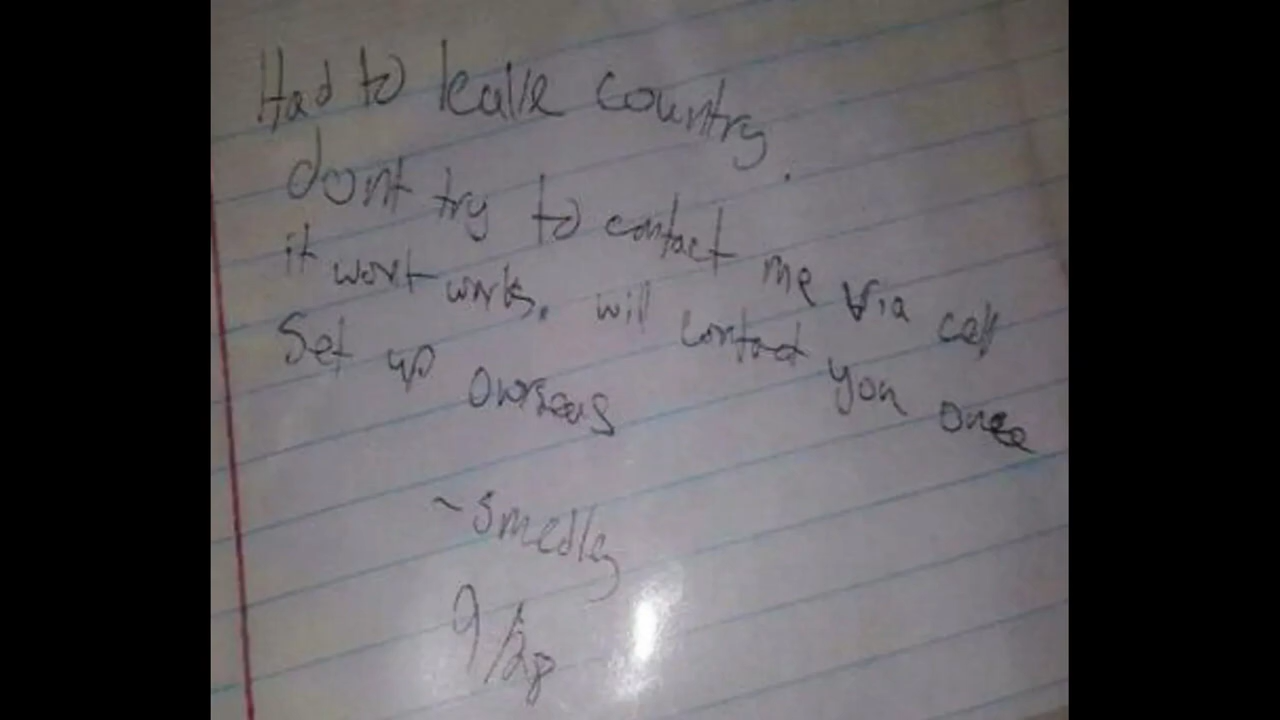 Had to leave country.
dont try to contact me via cell
it wont work. will contact you once
Set up overseas
~Smedley
9/28